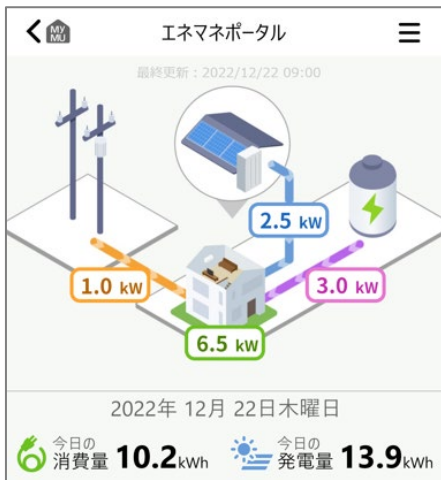 MY
MU
エネマネポータル
最終更新：2022/12/22 09:00
2.5 kW
1.0 kW
3.0 kW
6.5 kW
2022年 12月 22日木曜日
今日の
消費量 10.2kWh
今日の
発電量 13.9kWh